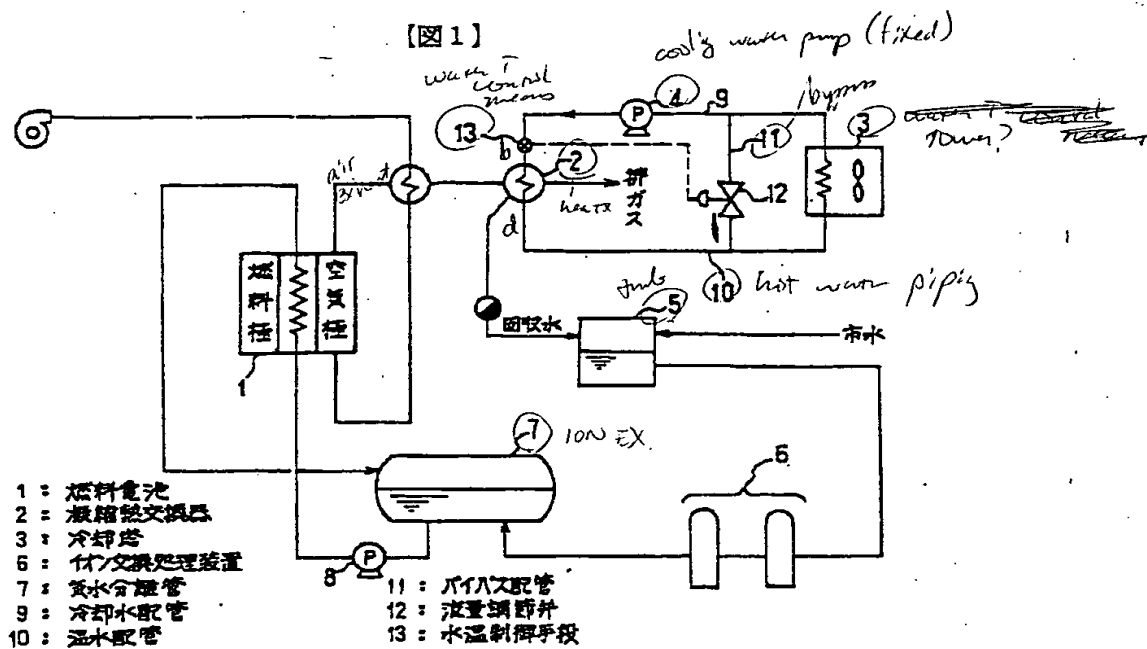 【図1】
cool'g water pump (fixed)
water T
control
means
4
9
bypass
11
3
tower?
13
b
2
12
air
排ガス
heatx
d
10
hot water pip'g
燃料極
空気極
1
tank
5
回収水
市水
7
ION EX.
6
P
P
8
1 : 燃料電池
2 : 凝縮熱交換器
3 : 冷却塔
6 : イオン交換処理装置
7 : 気水分離管
9 : 冷却水配管
10 : 温水配管
11 : バイパス配管
12 : 流量調節弁
13 : 水温制御手段